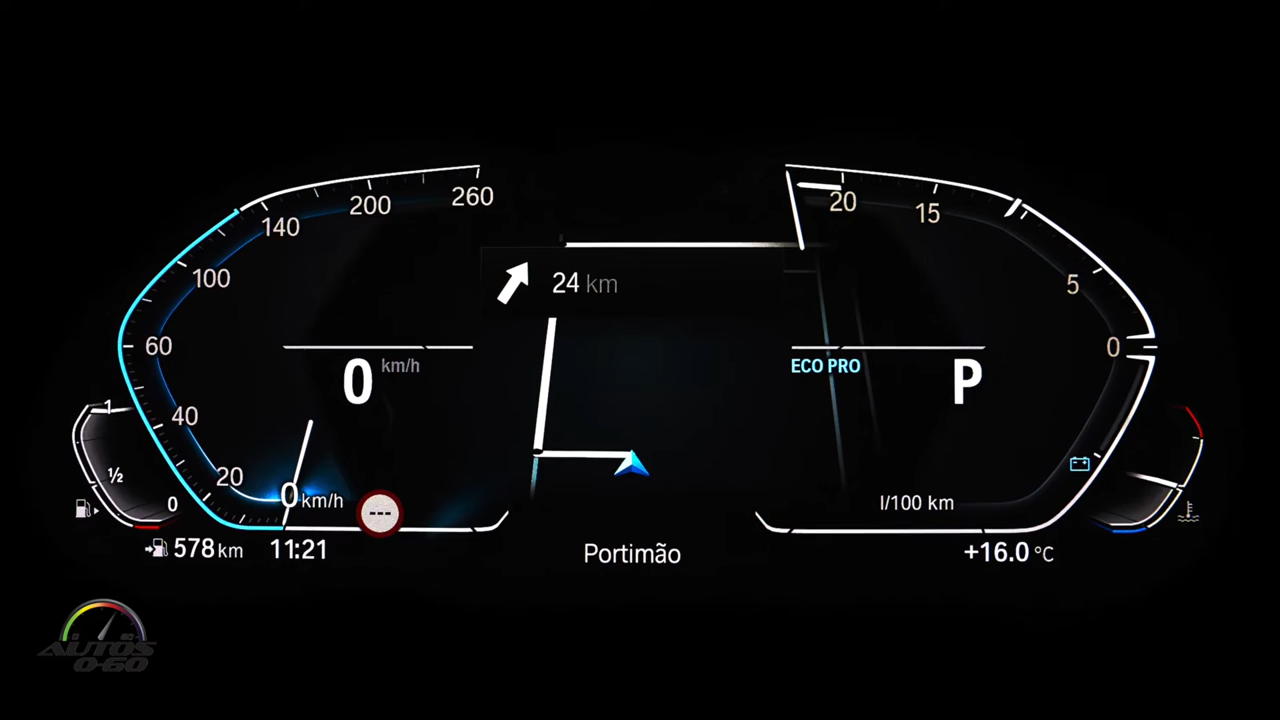 260
200
140
100
60
40
20
0 km/h
0 km/h
1
½
0
578 km
11:21
---
24 km
Portimão
20
15
5
0
ECO PRO
P
l/100 km
+16.0 °C
AUTOS
0-60